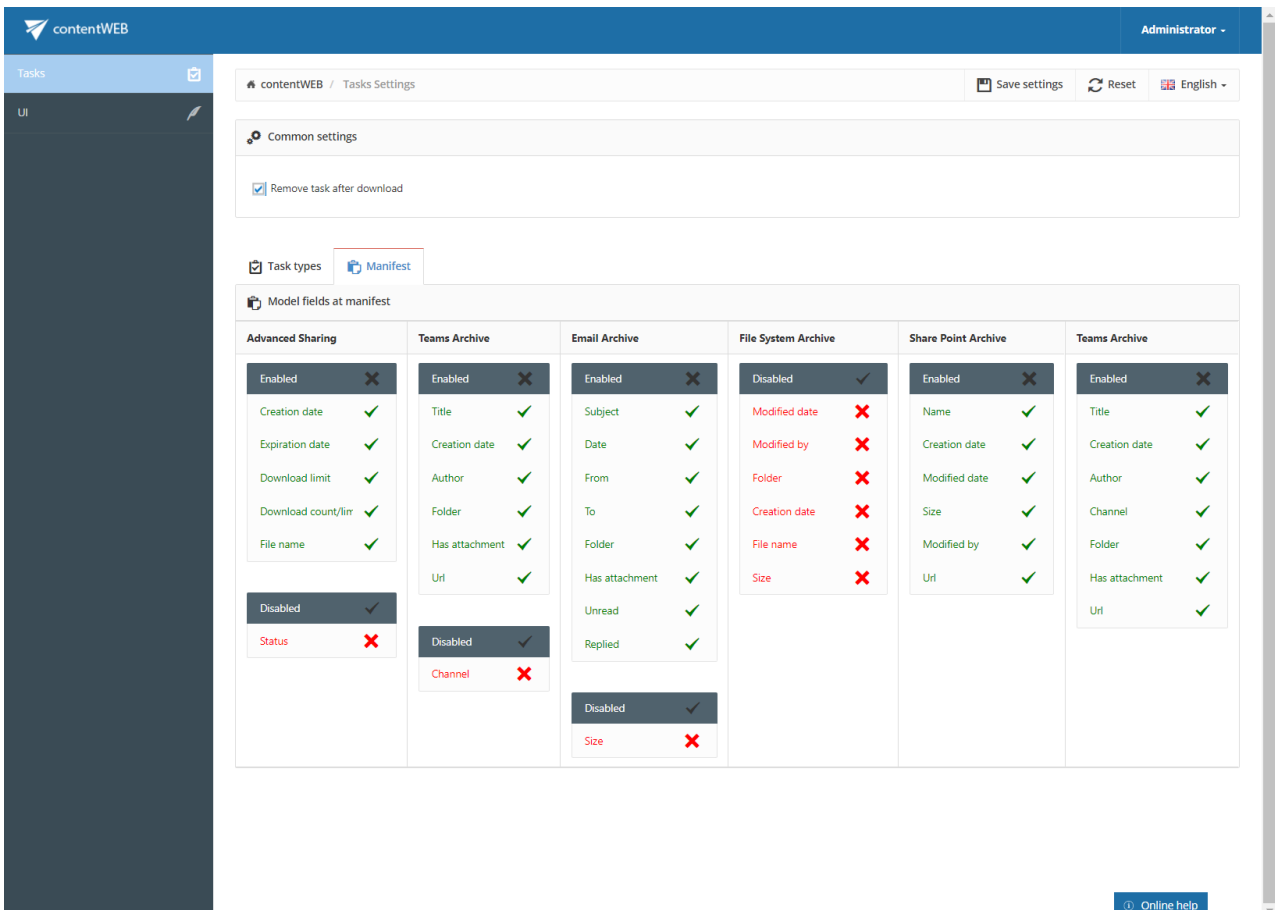 contentWEB
Administrator
Tasks
UI
contentWEB / Tasks Settings
Save settings
Reset
English
Common settings
Remove task after download
Task types
Manifest
Model fields at manifest
Advanced Sharing
Enabled
Creation date
Expiration date
Download limit
Download count/lim
File name
Disabled
Status
Teams Archive
Enabled
Title
Creation date
Author
Folder
Has attachment
Url
Disabled
Channel
Email Archive
Enabled
Subject
Date
From
To
Folder
Has attachment
Unread
Replied
Disabled
Size
File System Archive
Disabled
Modified date
Modified by
Folder
Creation date
File name
Size
Share Point Archive
Enabled
Name
Creation date
Modified date
Size
Modified by
Url
Teams Archive
Enabled
Title
Creation date
Author
Channel
Folder
Has attachment
Url
Online help